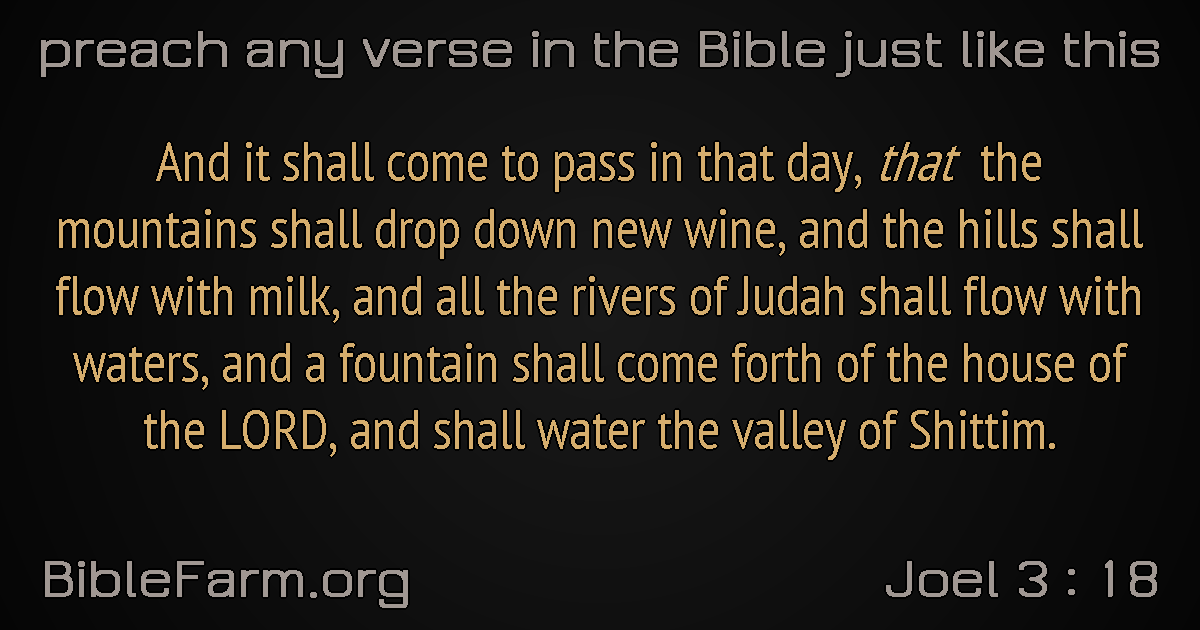 preach any verse in the Bible just like this
And it shall come to pass in that day, that the
mountains shall drop down new wine, and the hills shall
flow with milk, and all the rivers of Judah shall flow with
waters, and a fountain shall come forth of the house of
the LORD, and shall water the valley of Shittim.
BibleFarm.org
Joel 3 : 18